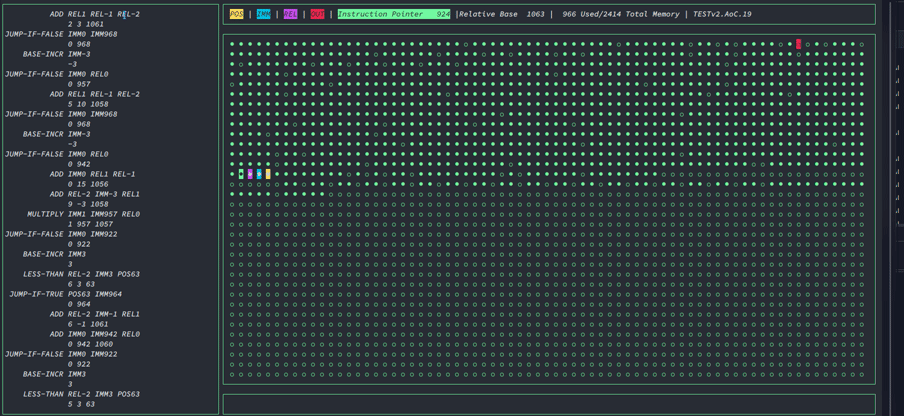 ADD REL1 REL−1 REL−2
2 3 1061
JUMP-IF-FALSE IMM0 IMM968
0 968
BASE-INCR IMM−3
−3
JUMP-IF-FALSE IMM0 REL0
0 957
ADD REL1 REL−1 REL−2
5 10 1058
JUMP-IF-FALSE IMM0 IMM968
0 968
BASE-INCR IMM−3
−3
JUMP-IF-FALSE IMM0 REL0
0 942
ADD IMM0 REL1 REL−1
0 15 1056
ADD REL−2 IMM−3 REL1
9 −3 1058
MULTIPLY IMM1 IMM957 REL0
1 957 1057
JUMP-IF-FALSE IMM0 IMM922
0 922
BASE-INCR IMM3
3
LESS-THAN REL−2 IMM3 POS63
6 3 63
JUMP-IF-TRUE POS63 IMM964
0 964
ADD REL−2 IMM−1 REL1
6 −1 1061
ADD IMM0 IMM942 REL0
0 942 1060
JUMP-IF-FALSE IMM0 IMM922
0 922
BASE-INCR IMM3
3
LESS-THAN REL−2 IMM3 POS63
5 3 63
POS | IMM | REL | OUT | Instruction Pointer 924 |Relative Base 1063 | 966 Used/2414 Total Memory | TESTv2.AoC.19